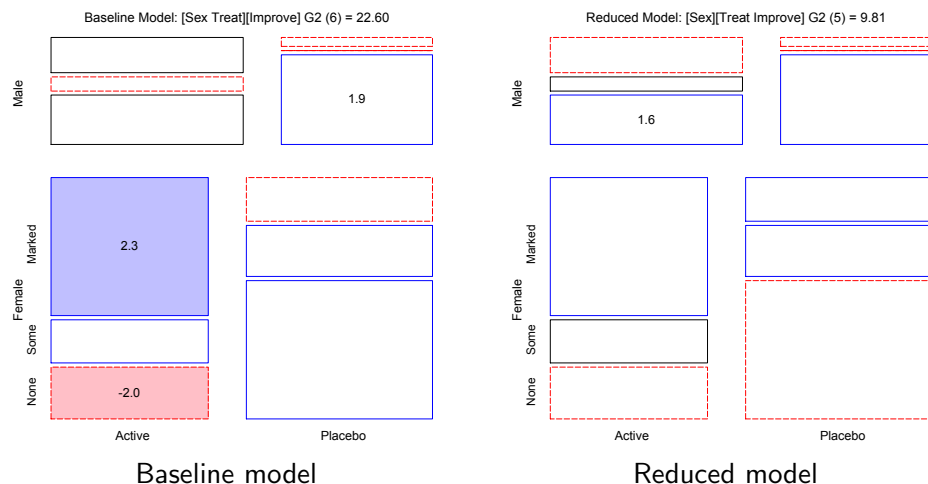 Baseline Model: [Sex Treat][Improve] G2 (6) = 22.60
Male
1.9
Female
Marked
Some
None
2.3
-2.0
Active
Placebo
Baseline model
Reduced Model: [Sex][Treat Improve] G2 (5) = 9.81
Male
1.6
Female
Marked
Some
None
Active
Placebo
Reduced model